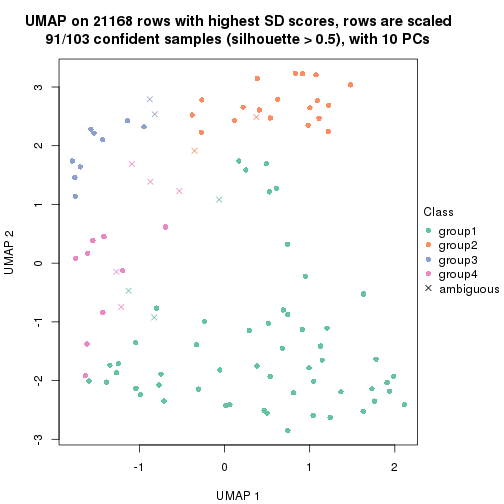 UMAP on 21168 rows with highest SD scores, rows are scaled
91/103 confident samples (silhouette > 0.5), with 10 PCs
3
2
1
0
-1
-2
-3
UMAP 2
-1
0
1
2
UMAP 1
Class
group1
group2
group3
group4
ambiguous